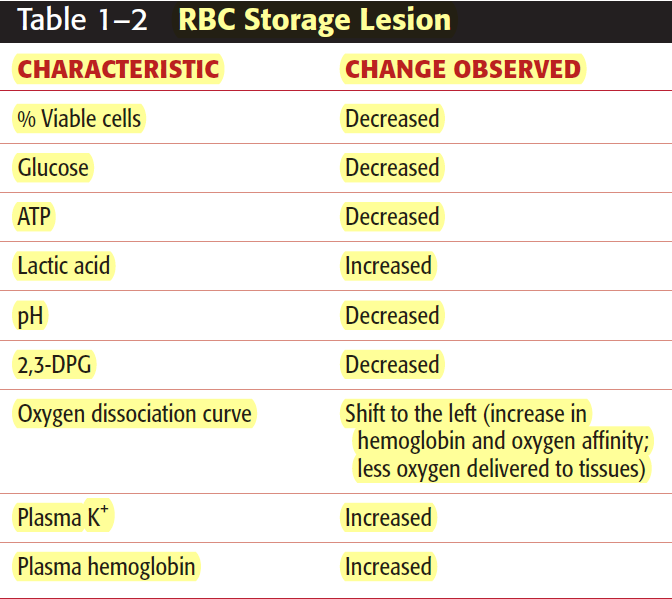 Table 1–2 RBC Storage Lesion
CHARACTERISTIC CHANGE OBSERVED
% Viable cells Decreased
Glucose Decreased
ATP Decreased
Lactic acid Increased
pH Decreased
2,3-DPG Decreased
Oxygen dissociation curve Shift to the left (increase in
hemoglobin and oxygen affinity;
less oxygen delivered to tissues)
Plasma K⁺ Increased
Plasma hemoglobin Increased